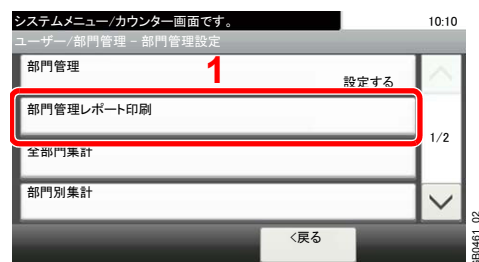 システムメニュー/カウンター画面です。 10:10
ユーザー/部門管理 - 部門管理設定
部門管理
1
設定する
部門管理レポート印刷
1/2
全部門集計
部門別集計
<戻る
GB0461_02